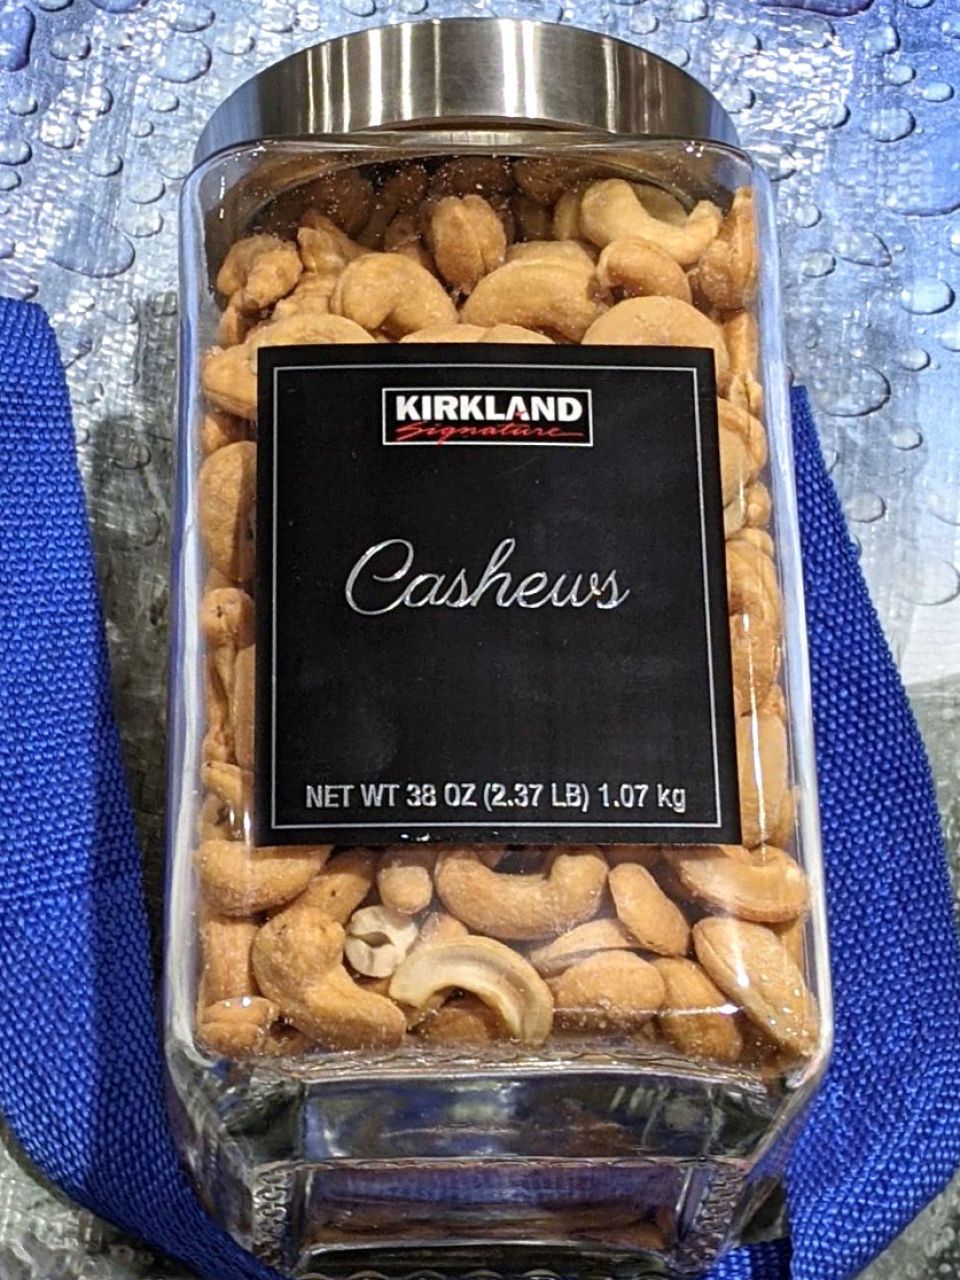 KIRKLAND
Signature
Cashews
NET WT 38 OZ (2.37 LB) 1.07 kg